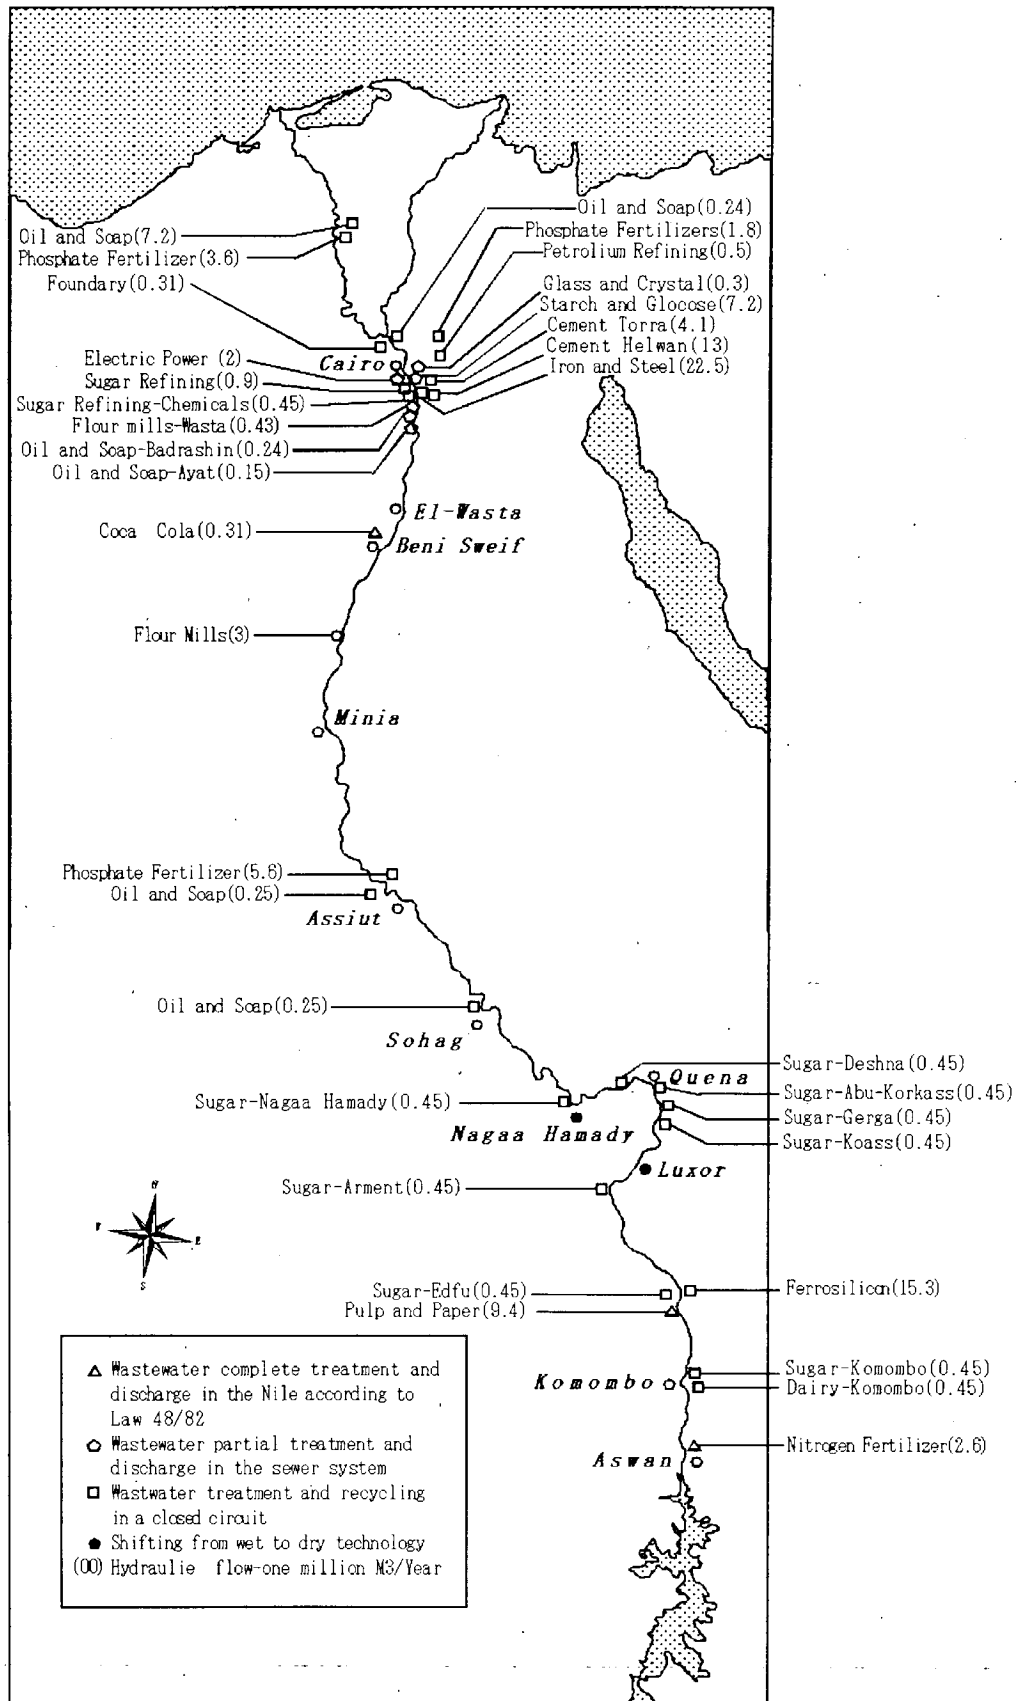 Oil and Soap(0.24)
Phosphate Fertilizers(1.8)
Oil and Soap(7.2)
Petrolium Refining(0.5)
Phosphate Fertilizer(3.6)
Foundary(0.31)
Glass and Crystal(0.3)
Starch and Glocose(7.2)
Cement Torra(4.1)
Cement Helwan(13)
Electric Power (2)
Cairo
Iron and Steel(22.5)
Sugar Refining(0.9)
Sugar Refining-Chemicals(0.45)
Flour mills-Wasta(0.43)
Oil and Soap-Badrashin(0.24)
Oil and Soap-Ayat(0.15)
El-Wasta
Coca Cola(0.31)
Beni Sweif
Flour Mills(3)
Minia
Phosphate Fertilizer(5.6)
Oil and Soap(0.25)
Assiut
Oil and Soap(0.25)
Sohag
Sugar-Deshna(0.45)
Quena
Sugar-Abu-Korkass(0.45)
Sugar-Nagaa Hamady(0.45)
Sugar-Gerga(0.45)
Nagaa Hamady
Sugar-Koass(0.45)
Luxor
Sugar-Arment(0.45)
N
W
E
S
Sugar-Edfu(0.45)
Ferrosilicon(15.3)
Pulp and Paper(9.4)
Sugar-Komombo(0.45)
Komombo
Dairy-Komombo(0.45)
Nitrogen Fertilizer(2.6)
Aswan
Wastewater complete treatment and
discharge in the Nile according to
Law 48/82
Wastewater partial treatment and
discharge in the sewer system
Wastwater treatment and recycling
in a closed circuit
Shifting from wet to dry technology
(00) Hydraulie flow-one million M3/Year